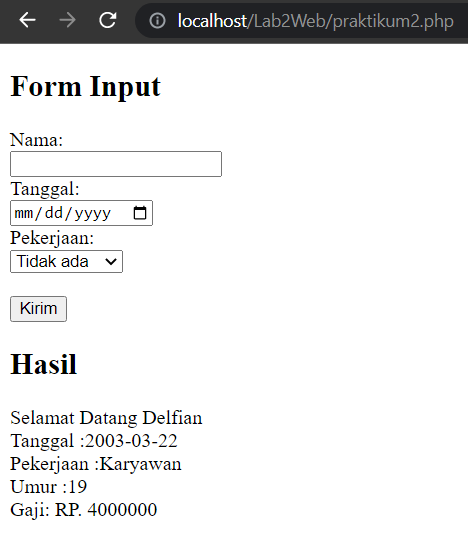 localhost/Lab2Web/praktikum2.php
Form Input
Nama:
Tanggal:
mm/dd/yyyy
Pekerjaan:
Tidak ada
Kirim
Hasil
Selamat Datang Delfian
Tanggal :2003-03-22
Pekerjaan :Karyawan
Umur :19
Gaji: RP. 4000000